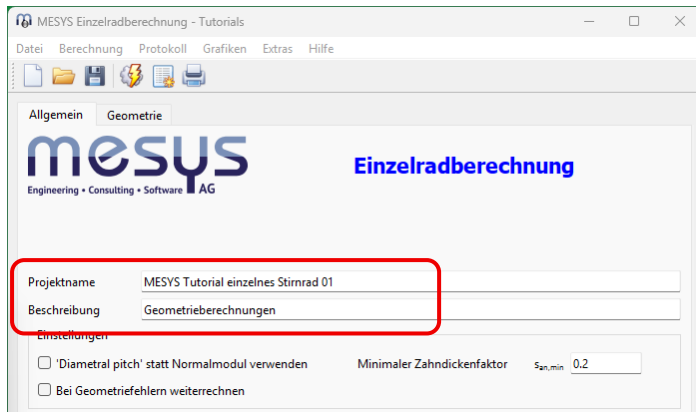 MESYS Einzelradberechnung - Tutorials
Datei Berechnung Protokoll Grafiken Extras Hilfe
Allgemein Geometrie
mesys
Engineering • Consulting • Software AG
Einzelradberechnung
Projektname MESYS Tutorial einzelnes Stirnrad 01
Beschreibung Geometrieberechnungen
Einstellungen
'Diametral pitch' statt Normalmodul verwenden Minimaler Zahndickenfaktor san,min 0.2
Bei Geometriefehlern weiterrechnen